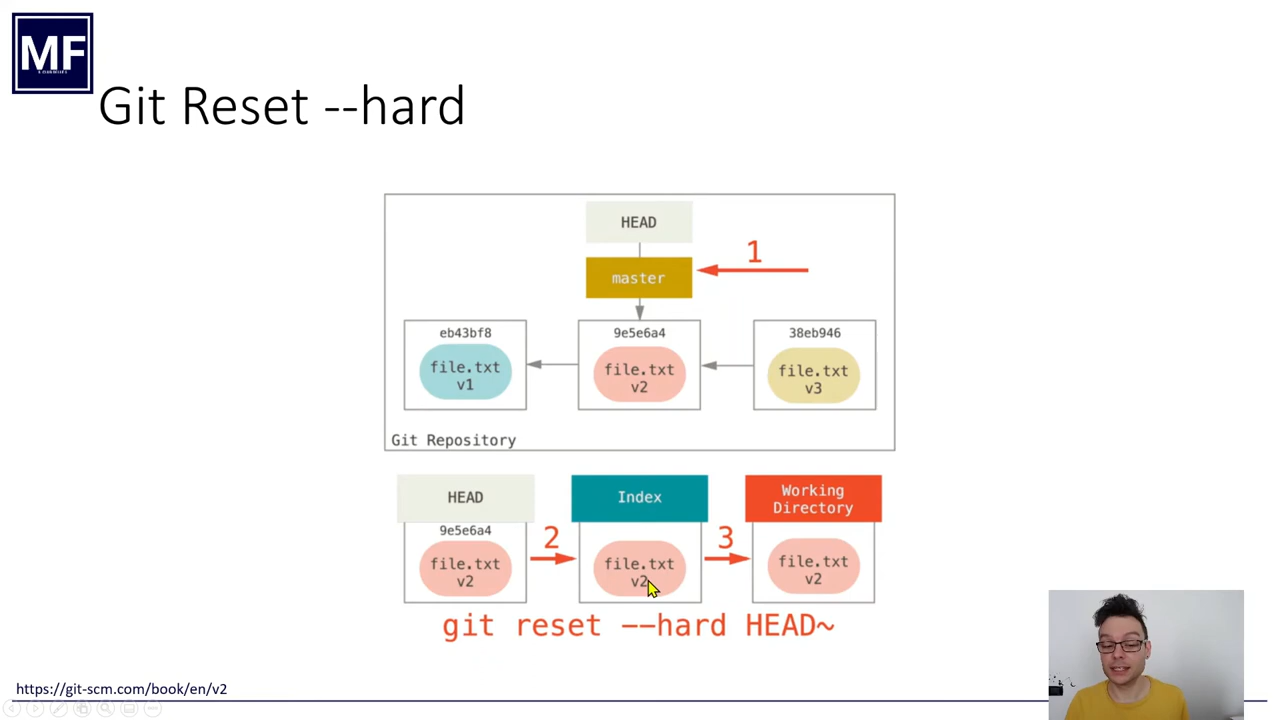 MF
Git Reset --hard
HEAD
1
master
eb43bf8
9e5e6a4
38eb946
file.txt
v1
file.txt
v2
file.txt
v3
Git Repository
HEAD
Index
Working
Directory
9e5e6a4
2
3
file.txt
v2
file.txt
v2
file.txt
v2
git reset --hard HEAD~
https://git-scm.com/book/en/v2